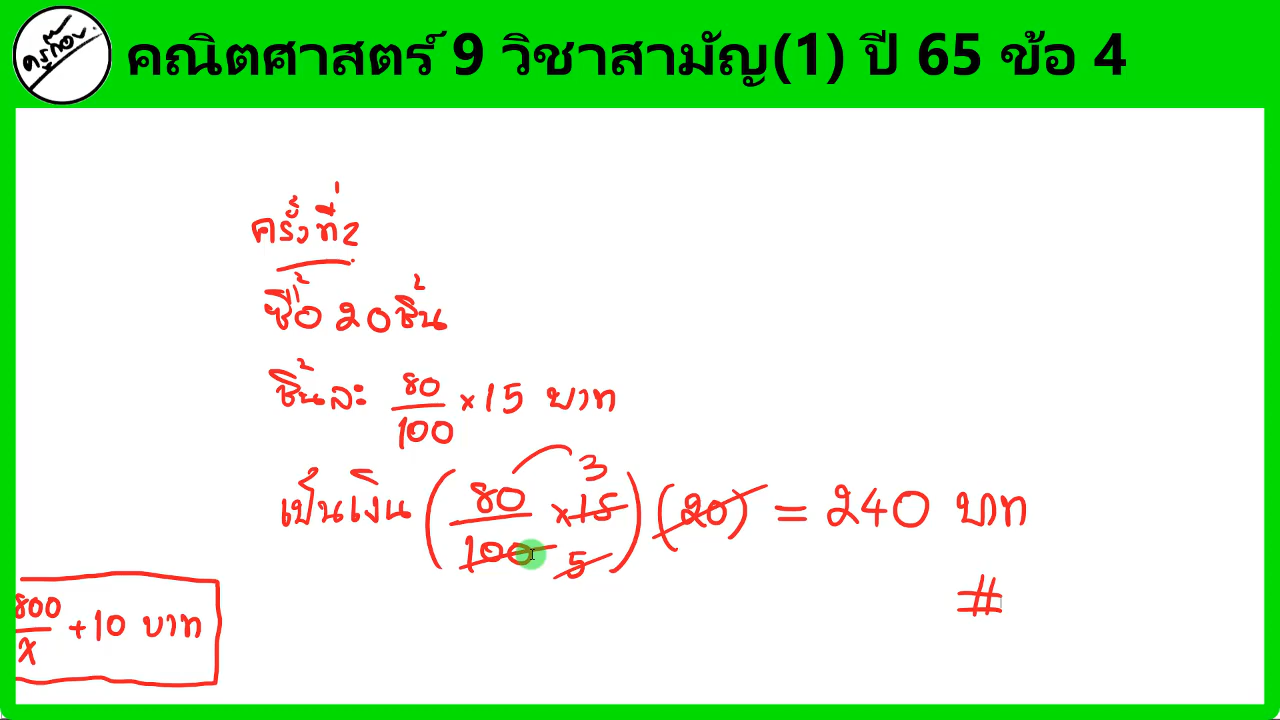 ครูก๊อบ
คณิตศาสตร์ 9 วิชาสามัญ(1) ปี 65 ข้อ 4
ครั้งที่2
ซื้อ 20 ชิ้น
ชิ้นละ 80/100 × 15 บาท
3
เป็นเงิน (80/100 × 15) (20) = 240 บาท
5
#
800/x + 10 บาท